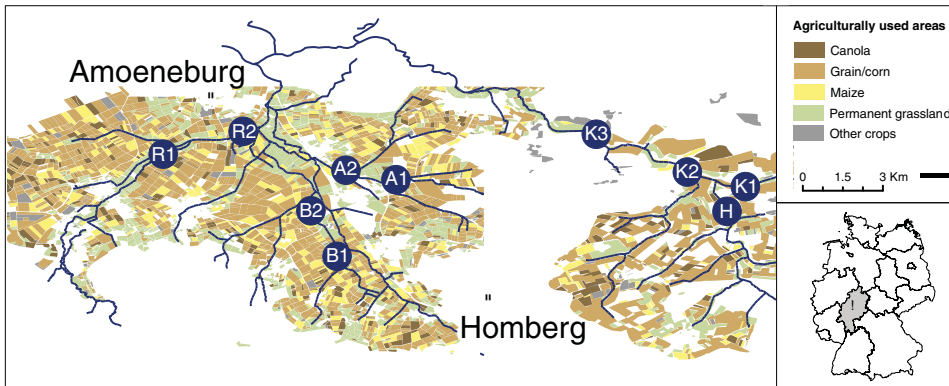 Amoeneburg
"
R1
R2
A2
A1
B2
B1
"
Homberg
K3
K2
K1
H
Agriculturally used areas
Canola
Grain/corn
Maize
Permanent grassland
Other crops
0 1.5 3 Km
!